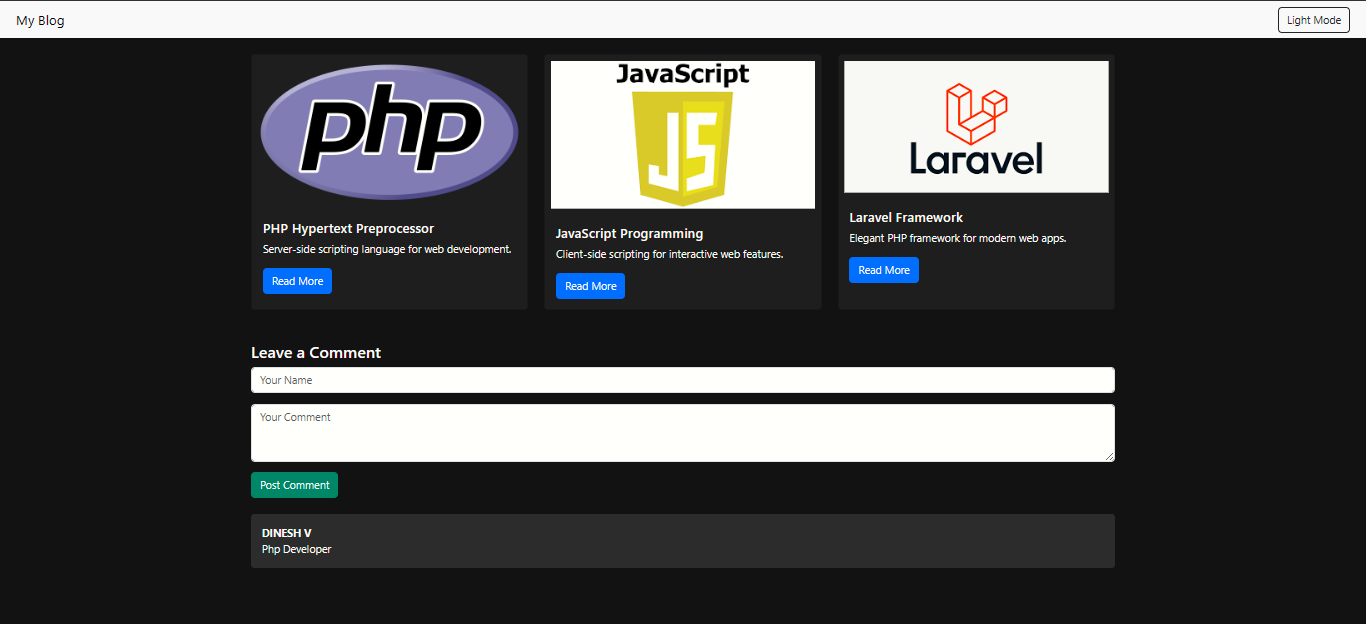 My Blog
Light Mode
php
JavaScript
JS
Laravel
PHP Hypertext Preprocessor
Server-side scripting language for web development.
Read More
JavaScript Programming
Client-side scripting for interactive web features.
Read More
Laravel Framework
Elegant PHP framework for modern web apps.
Read More
Leave a Comment
Your Name
Your Comment
Post Comment
DINESH V
Php Developer